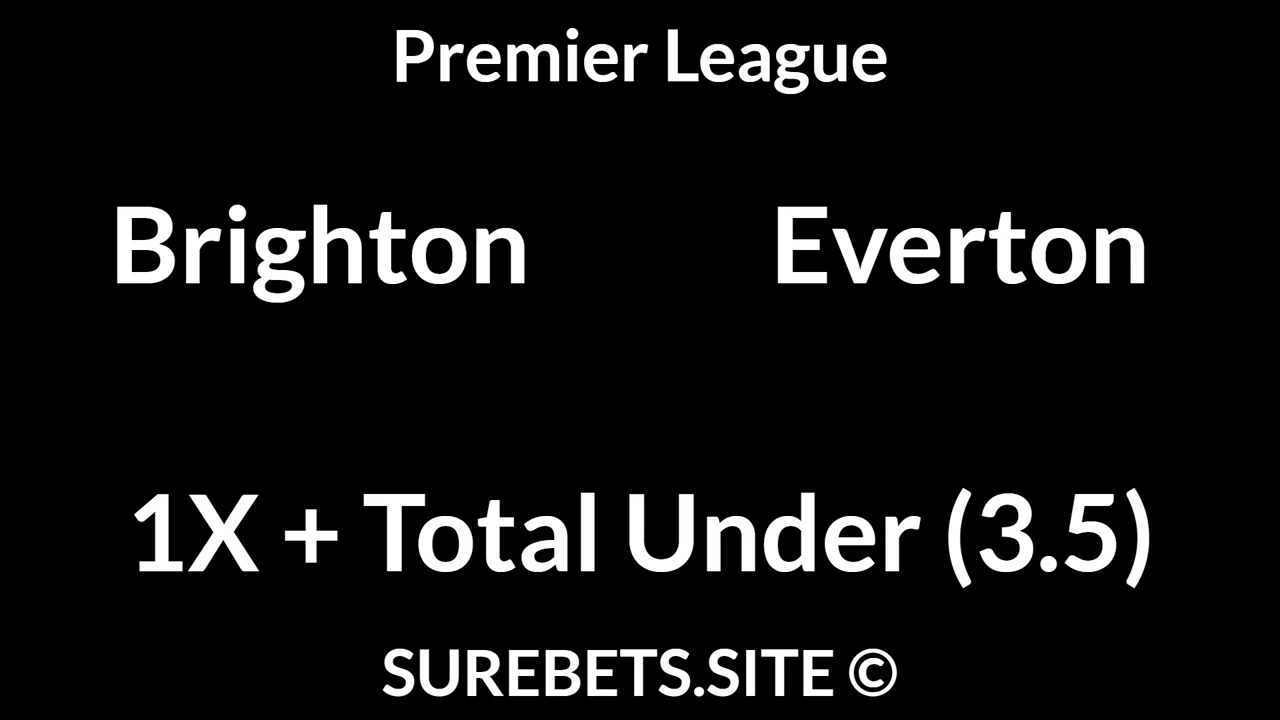 Premier League
Brighton Everton
1X + Total Under (3.5)
SUREBETS.SITE ©